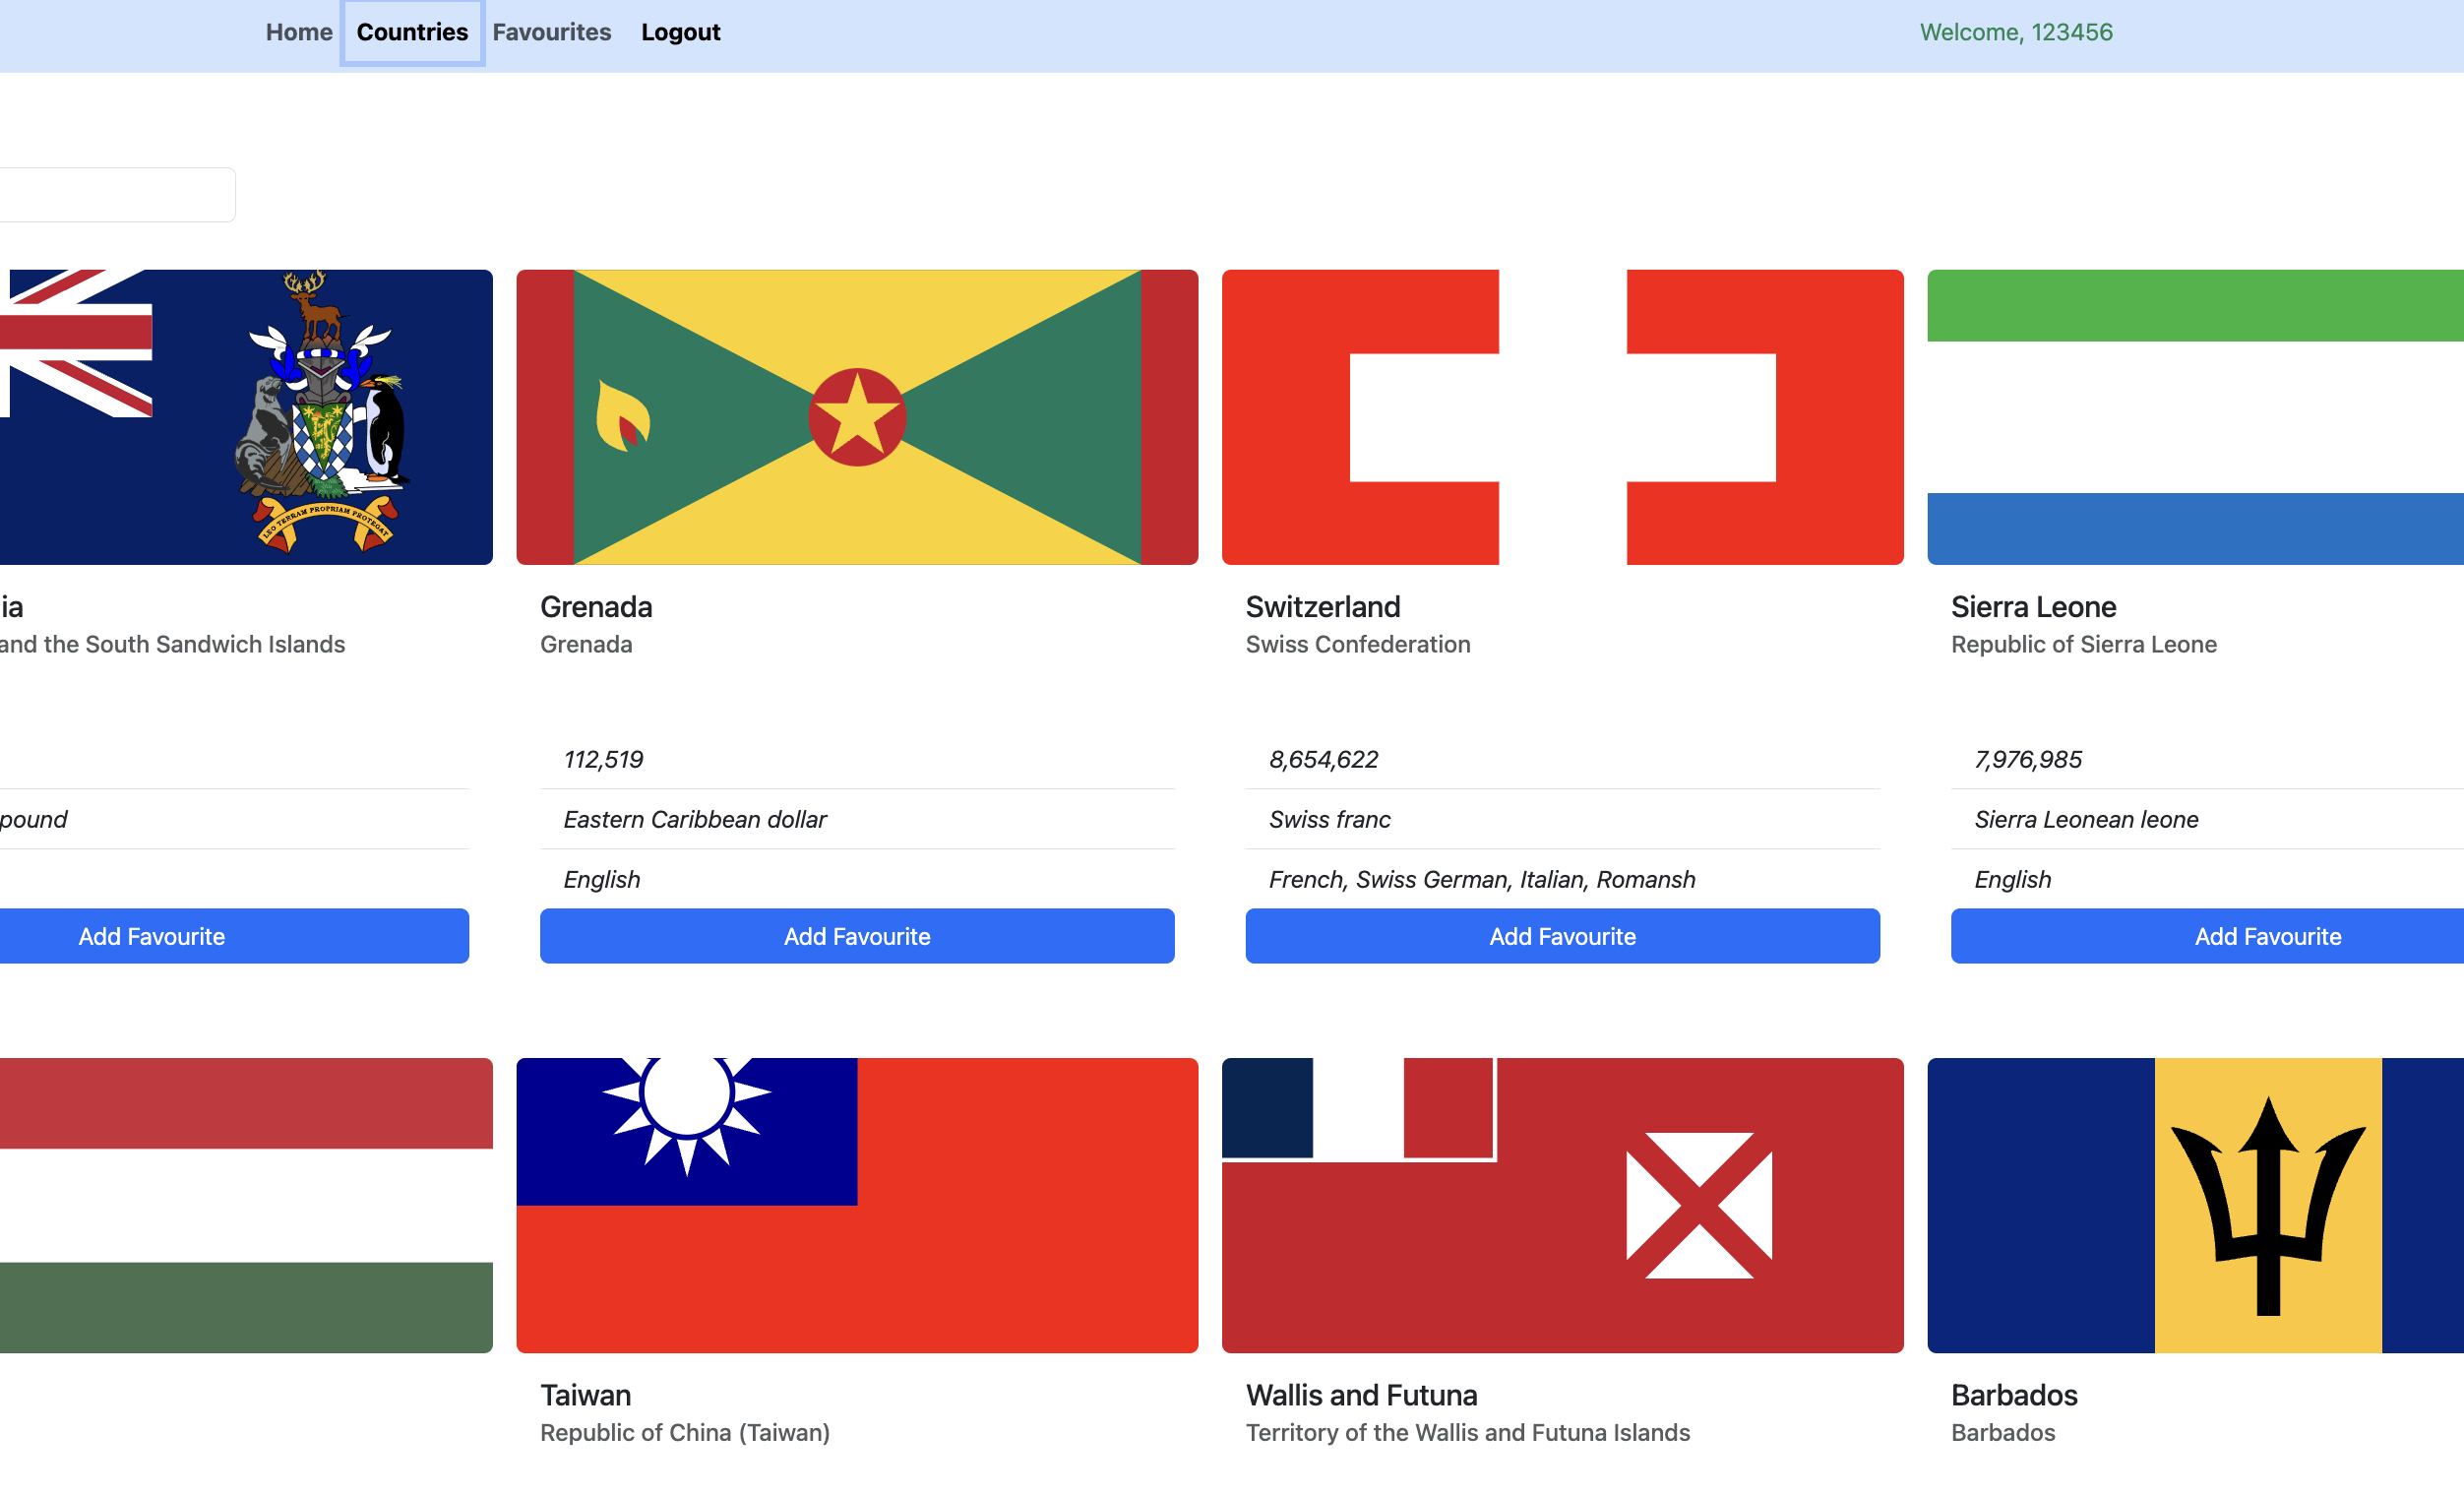 Home Countries Favourites Logout Welcome, 123456
LEO TERRAM PROPRIAM PROTEGAT
ia Grenada Switzerland Sierra Leone
and the South Sandwich Islands Grenada Swiss Confederation Republic of Sierra Leone
112,519 8,654,622 7,976,985
pound Eastern Caribbean dollar Swiss franc Sierra Leonean leone
English French, Swiss German, Italian, Romansh English
Add Favourite Add Favourite Add Favourite Add Favourite
Taiwan Wallis and Futuna Barbados
Republic of China (Taiwan) Territory of the Wallis and Futuna Islands Barbados